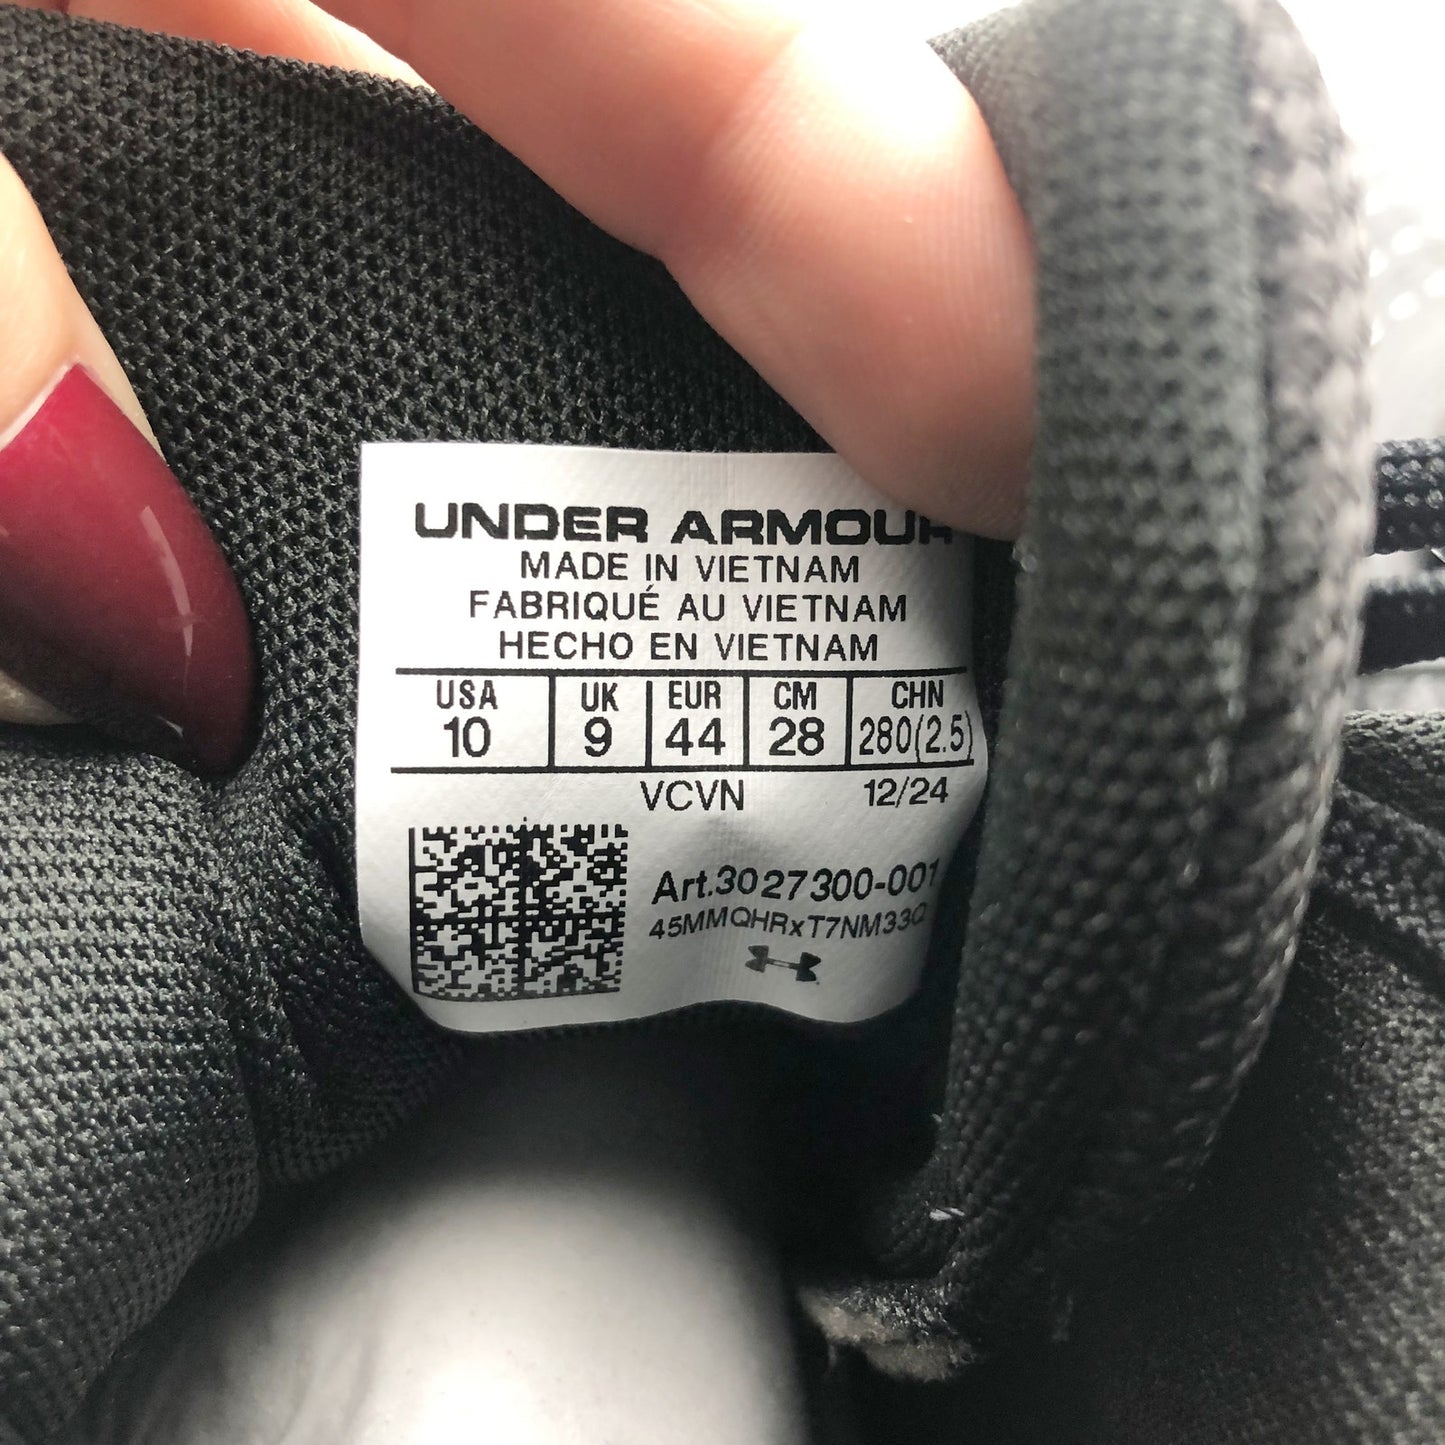 UNDER ARMOUR
MADE IN VIETNAM
FABRIQUÉ AU VIETNAM
HECHO EN VIETNAM
USA UK EUR CM CHN
10 9 44 28 280(2.5)
VCVN 12/24
Art.3027300-001
45MMQHRxT7NM33Q